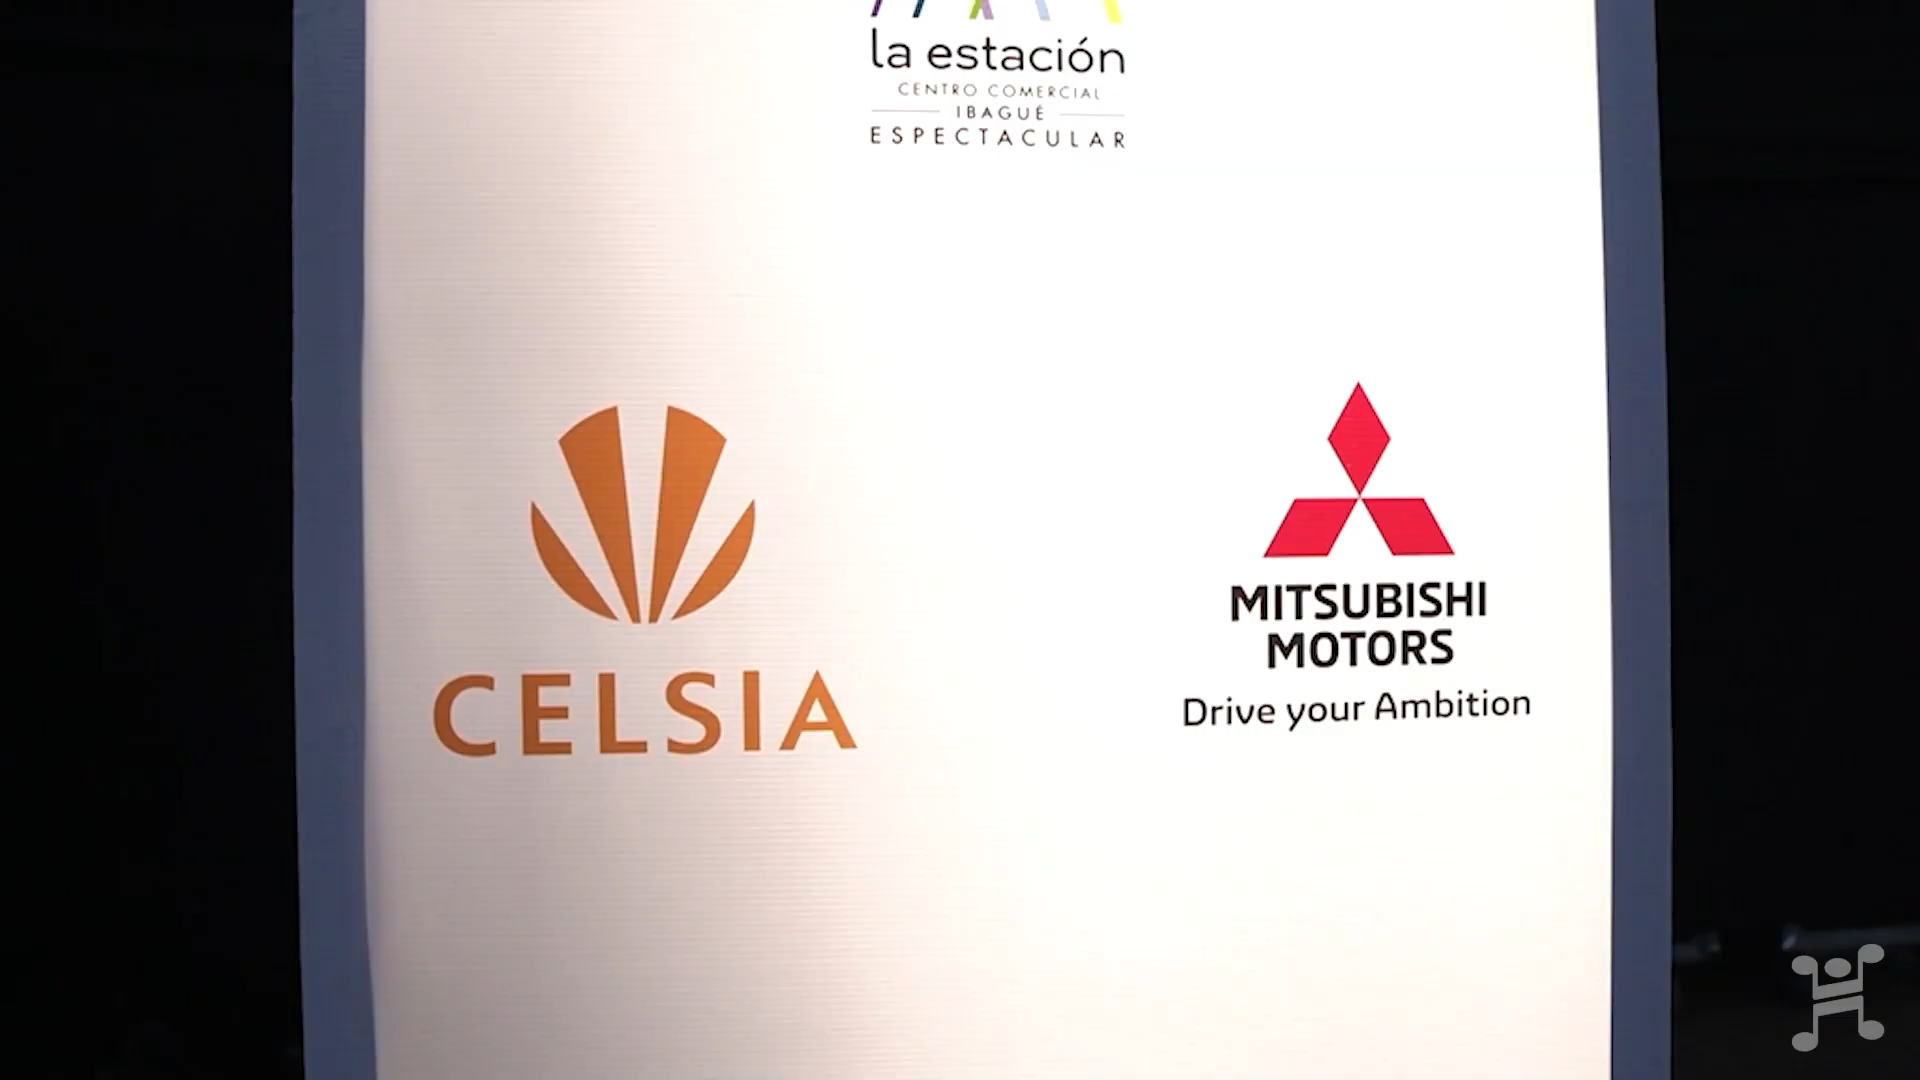 la estación
CENTRO COMERCIAL
IBAGUÉ
ESPECTACULAR
CELSIA
MITSUBISHI
MOTORS
Drive your Ambition